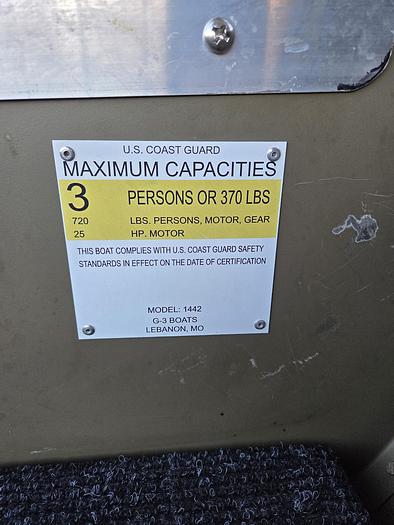 U.S. COAST GUARD
MAXIMUM CAPACITIES
3 PERSONS OR 370 LBS
720 LBS. PERSONS, MOTOR, GEAR
25 HP. MOTOR
THIS BOAT COMPLIES WITH U.S. COAST GUARD SAFETY
STANDARDS IN EFFECT ON THE DATE OF CERTIFICATION
MODEL: 1442
G-3 BOATS
LEBANON, MO